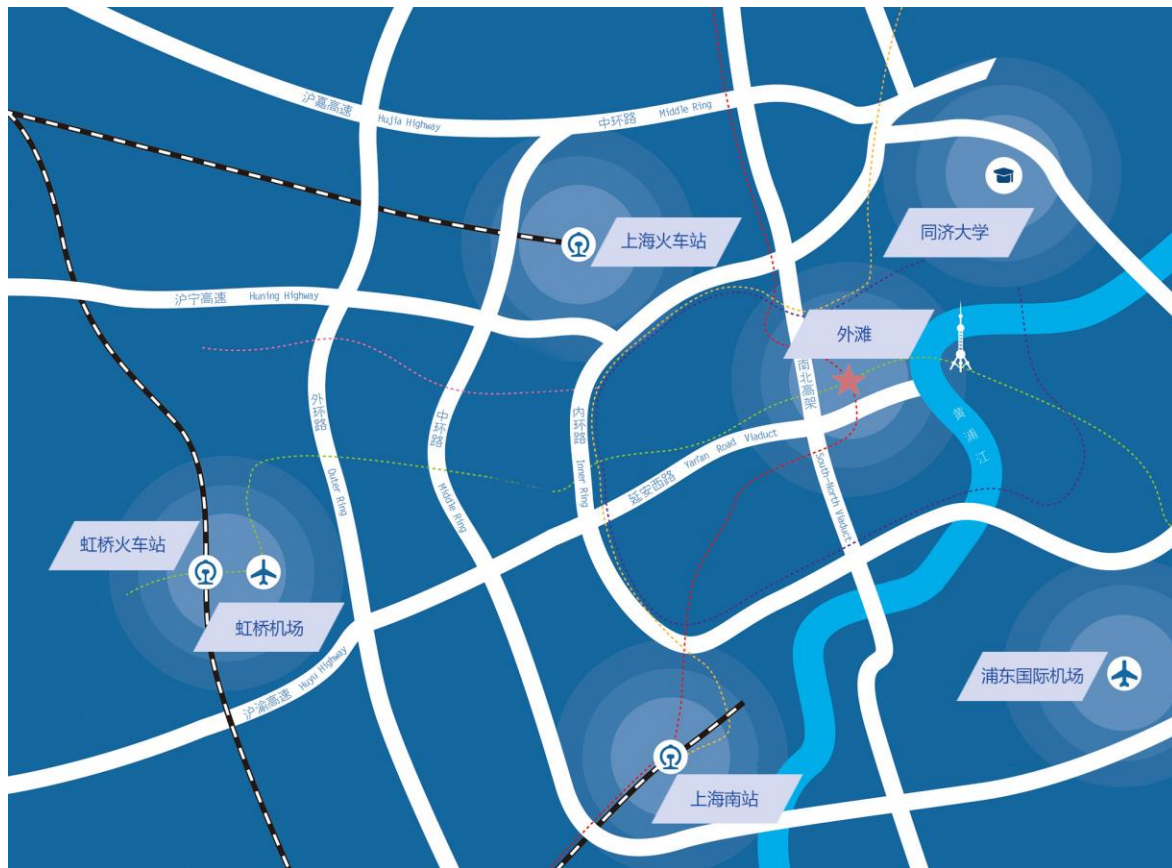 沪嘉高速 Hujia Highway
中环路 Middle Ring
上海火车站
同济大学
沪宁高速 Huning Highway
外滩
南北高架
South-North Viaduct
外环路
Outer Ring
中环路
Middle Ring
内环路
Inner Ring
黄浦江
延安西路 Yan'an Road Viaduct
虹桥火车站
虹桥机场
沪渝高速 Huyu Highway
浦东国际机场
上海南站